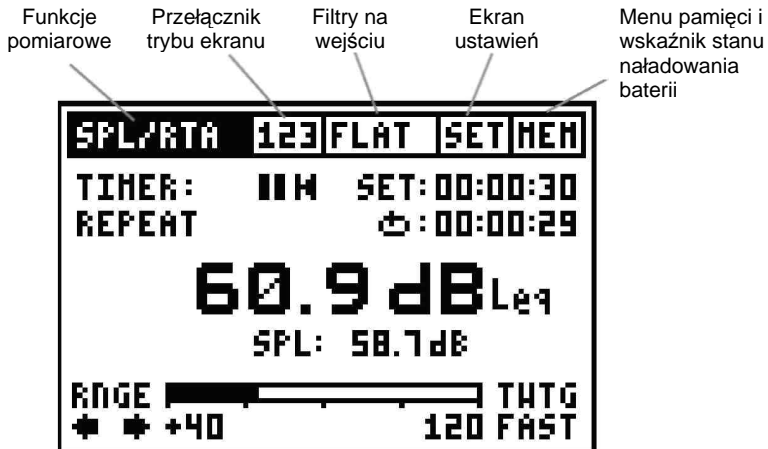 Funkcje pomiarowe
Przełącznik trybu ekranu
Filtry na wejściu
Ekran ustawień
Menu pamięci i wskaźnik stanu naładowania baterii
SPL/RTA 123 FLAT SET MEM
TIMER: SET:00:00:30
REPEAT :00:00:29
60.9 dB Leq
SPL: 58.7dB
RNGE TWTG
+40 120 FAST